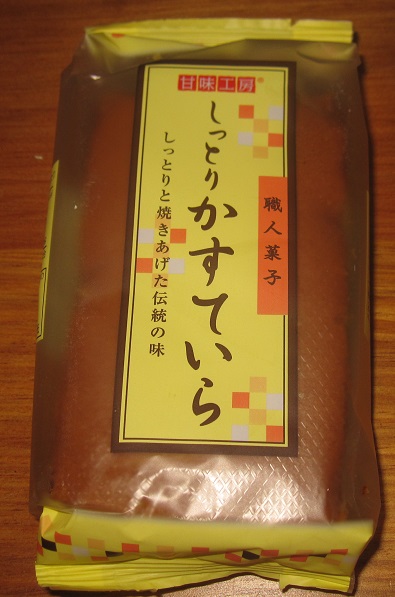 甘味工房®
職人菓子
しっとりかすていら
しっとりと焼きあげた伝統の味